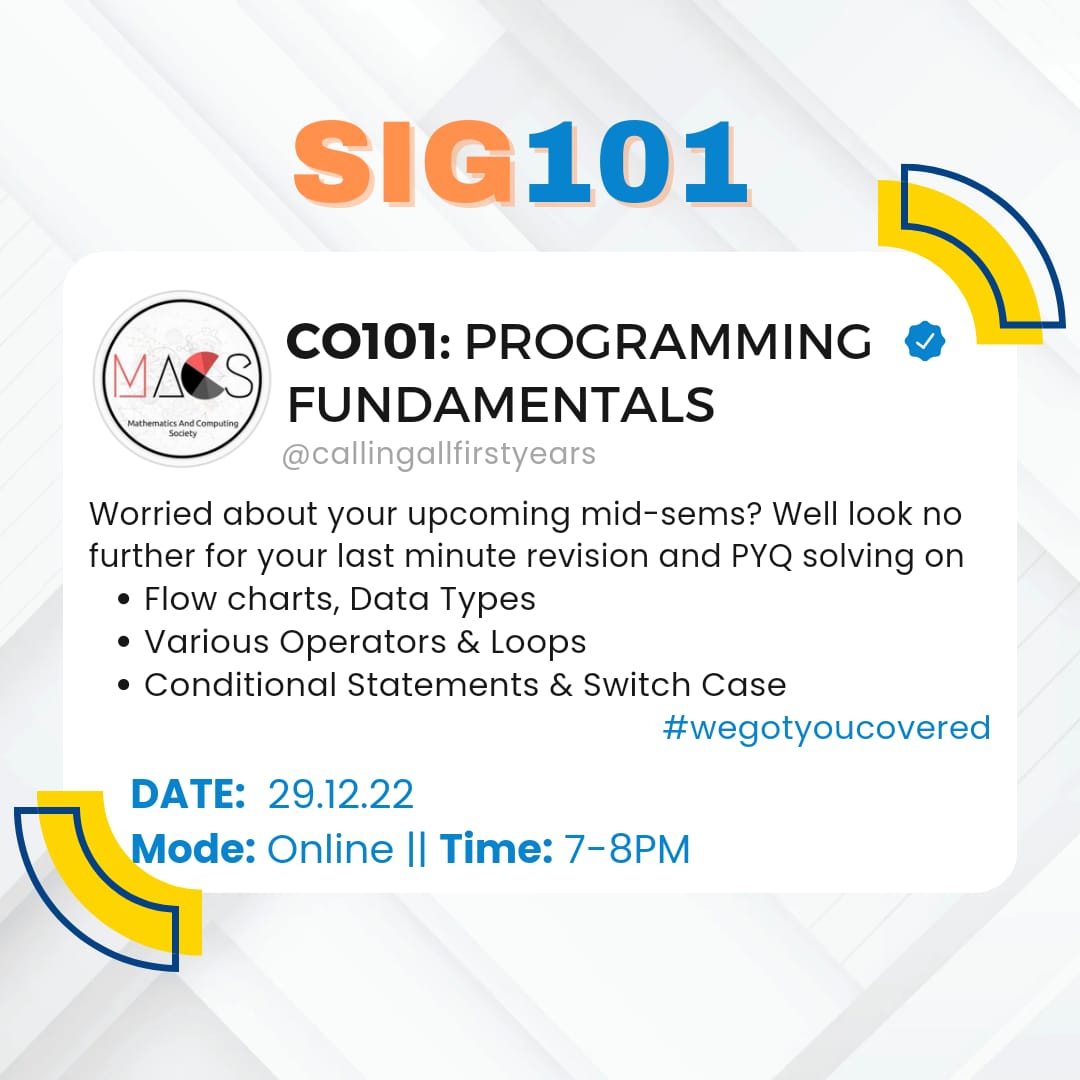 SIG101
MACS
Mathematics And Computing
Society
CO101: PROGRAMMING
FUNDAMENTALS
@callingallfirstyears
Worried about your upcoming mid-sems? Well look no
further for your last minute revision and PYQ solving on
• Flow charts, Data Types
• Various Operators & Loops
• Conditional Statements & Switch Case
#wegotyoucovered
DATE: 29.12.22
Mode: Online || Time: 7-8PM